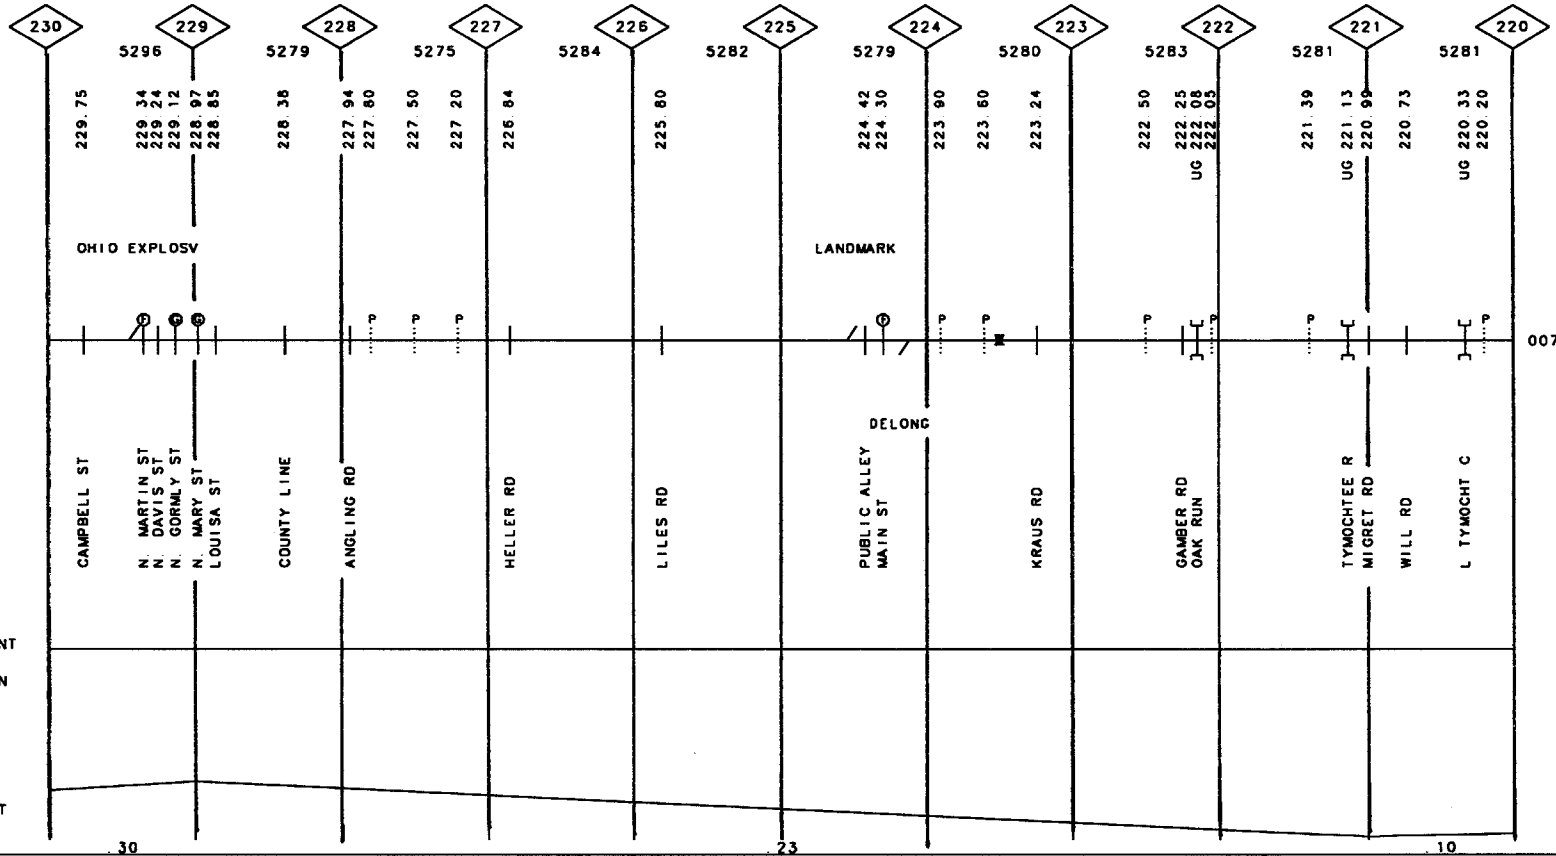 230 229 228 227 226 225 224 223 222 221 220
5296 5279 5275 5284 5282 5279 5280 5283 5281 5281
229.75
229.34
229.24
229.12
228.97
228.85
228.38
227.94
227.80
227.50
227.20
226.84
225.80
224.42
224.30
223.90
223.60
223.24
222.50
222.25
UG 222.08
222.05
221.39
UG 221.13
220.99
220.73
UG 220.33
220.20
OHIO EXPLOSV
LANDMARK
F G G P P P F P P P P P P
007
DELONG
CAMPBELL ST
N. MARTIN ST
N. DAVIS ST
N. GORMLY ST
N. MARY ST
LOUISA ST
COUNTY LINE
ANGLING RD
HELLER RD
LILES RD
PUBLIC ALLEY
MAIN ST
KRAUS RD
GAMBER RD
OAK RUN
TYMOCHTEE R
MIGRET RD
WILL RD
L TYMOCHT C
NT
N
T
.30 .23 .10